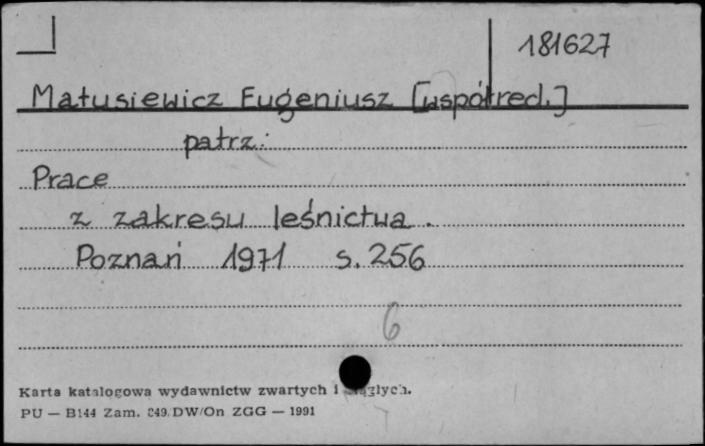 181627
Matusiewicz Eugeniusz [współred.]
patrz:
Prace
z zakresu leśnictwa.
Poznań 1971 s. 256
6
Karta katalogowa wydawnictw zwartych i
PU — B144 Zam. 249. DW/On ZGG — 1991